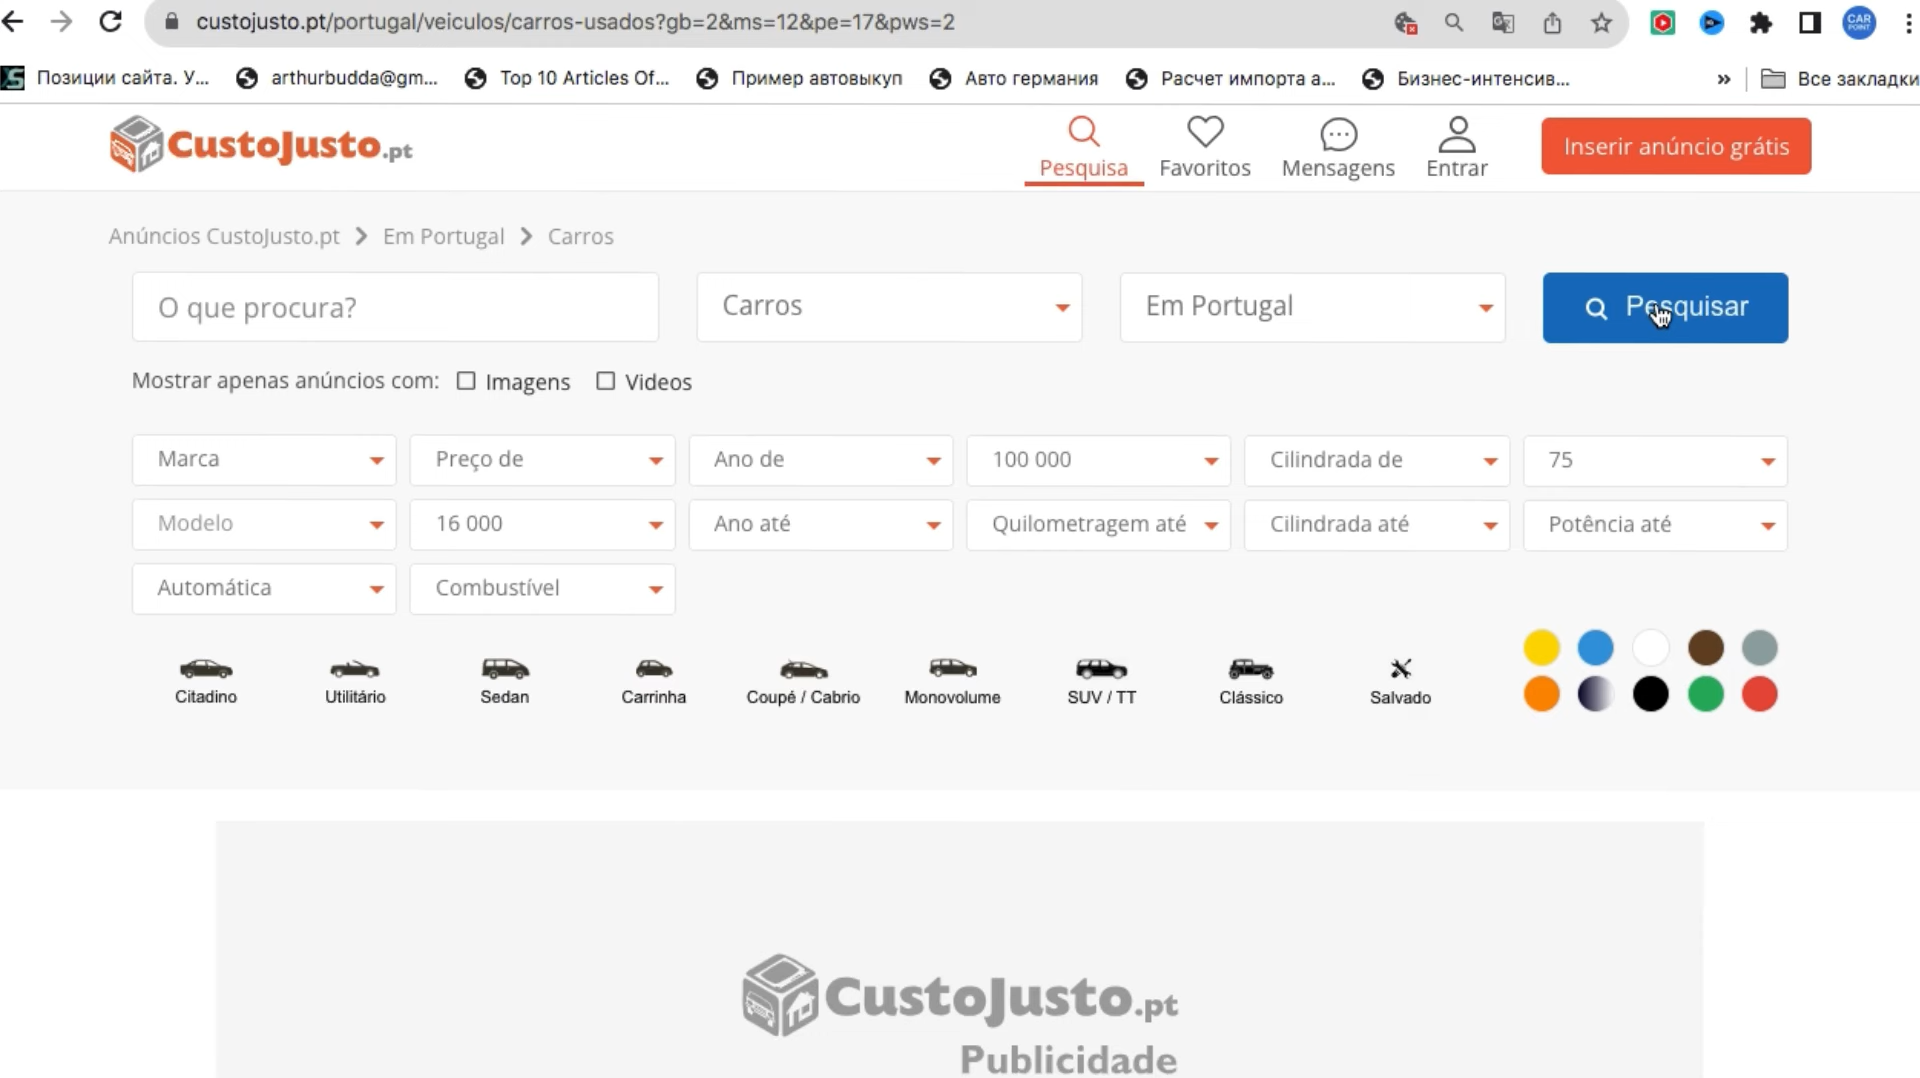 custojusto.pt/portugal/veiculos/carros-usados?gb=2&ms=12&pe=17&pws=2
CAR POINT
Позиции сайта. У... arthurbudda@gm... Top 10 Articles Of... Пример автовыкуп Авто германия Расчет импорта а... Бизнес-интенсив... » Все закладки
CustoJusto.pt
Pesquisa Favoritos Mensagens Entrar Inserir anúncio grátis
Anúncios CustoJusto.pt > Em Portugal > Carros
O que procura? Carros Em Portugal Pesquisar
Mostrar apenas anúncios com: Imagens Videos
Marca Preço de Ano de 100 000 Cilindrada de 75
Modelo 16 000 Ano até Quilometragem até Cilindrada até Potência até
Automática Combustível
Citadino Utilitário Sedan Carrinha Coupé / Cabrio Monovolume SUV / TT Clássico Salvado
CustoJusto.pt
Publicidade